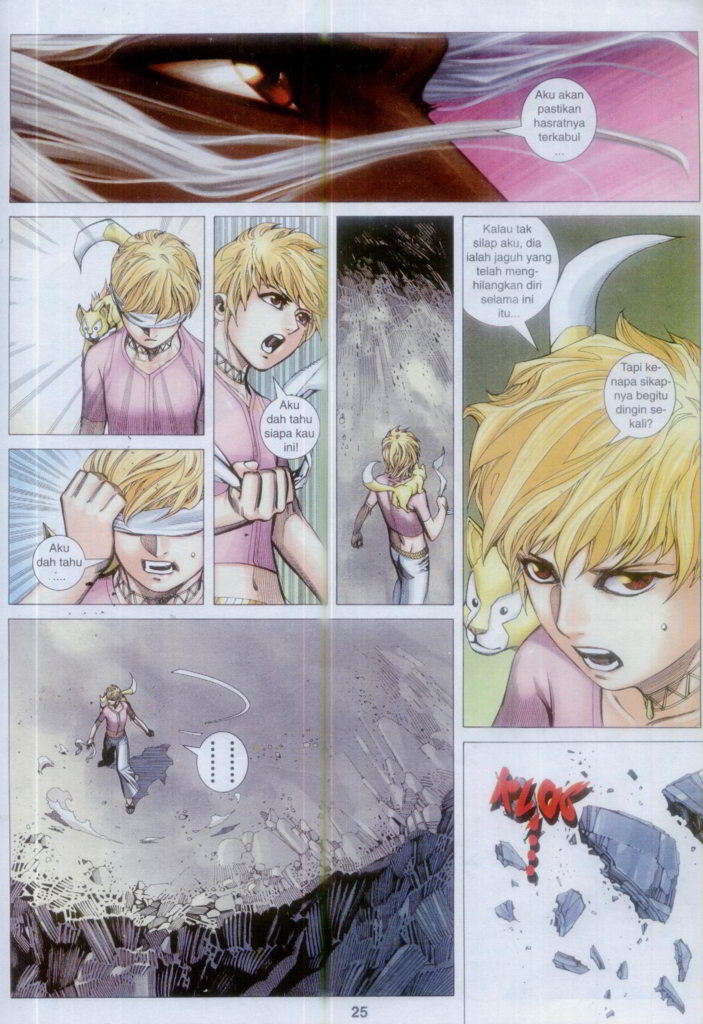 Aku akan
pastikan
hasratnya
terkabul
...
Aku
dah tahu
.....
Aku
dah tahu
siapa kau
ini!
Kalau tak
silap aku, dia
ialah jaguh yang
telah meng-
hilangkan diri
selama ini
itu...
Tapi ke-
napa sikap-
nya begitu
dingin se-
kali?
25